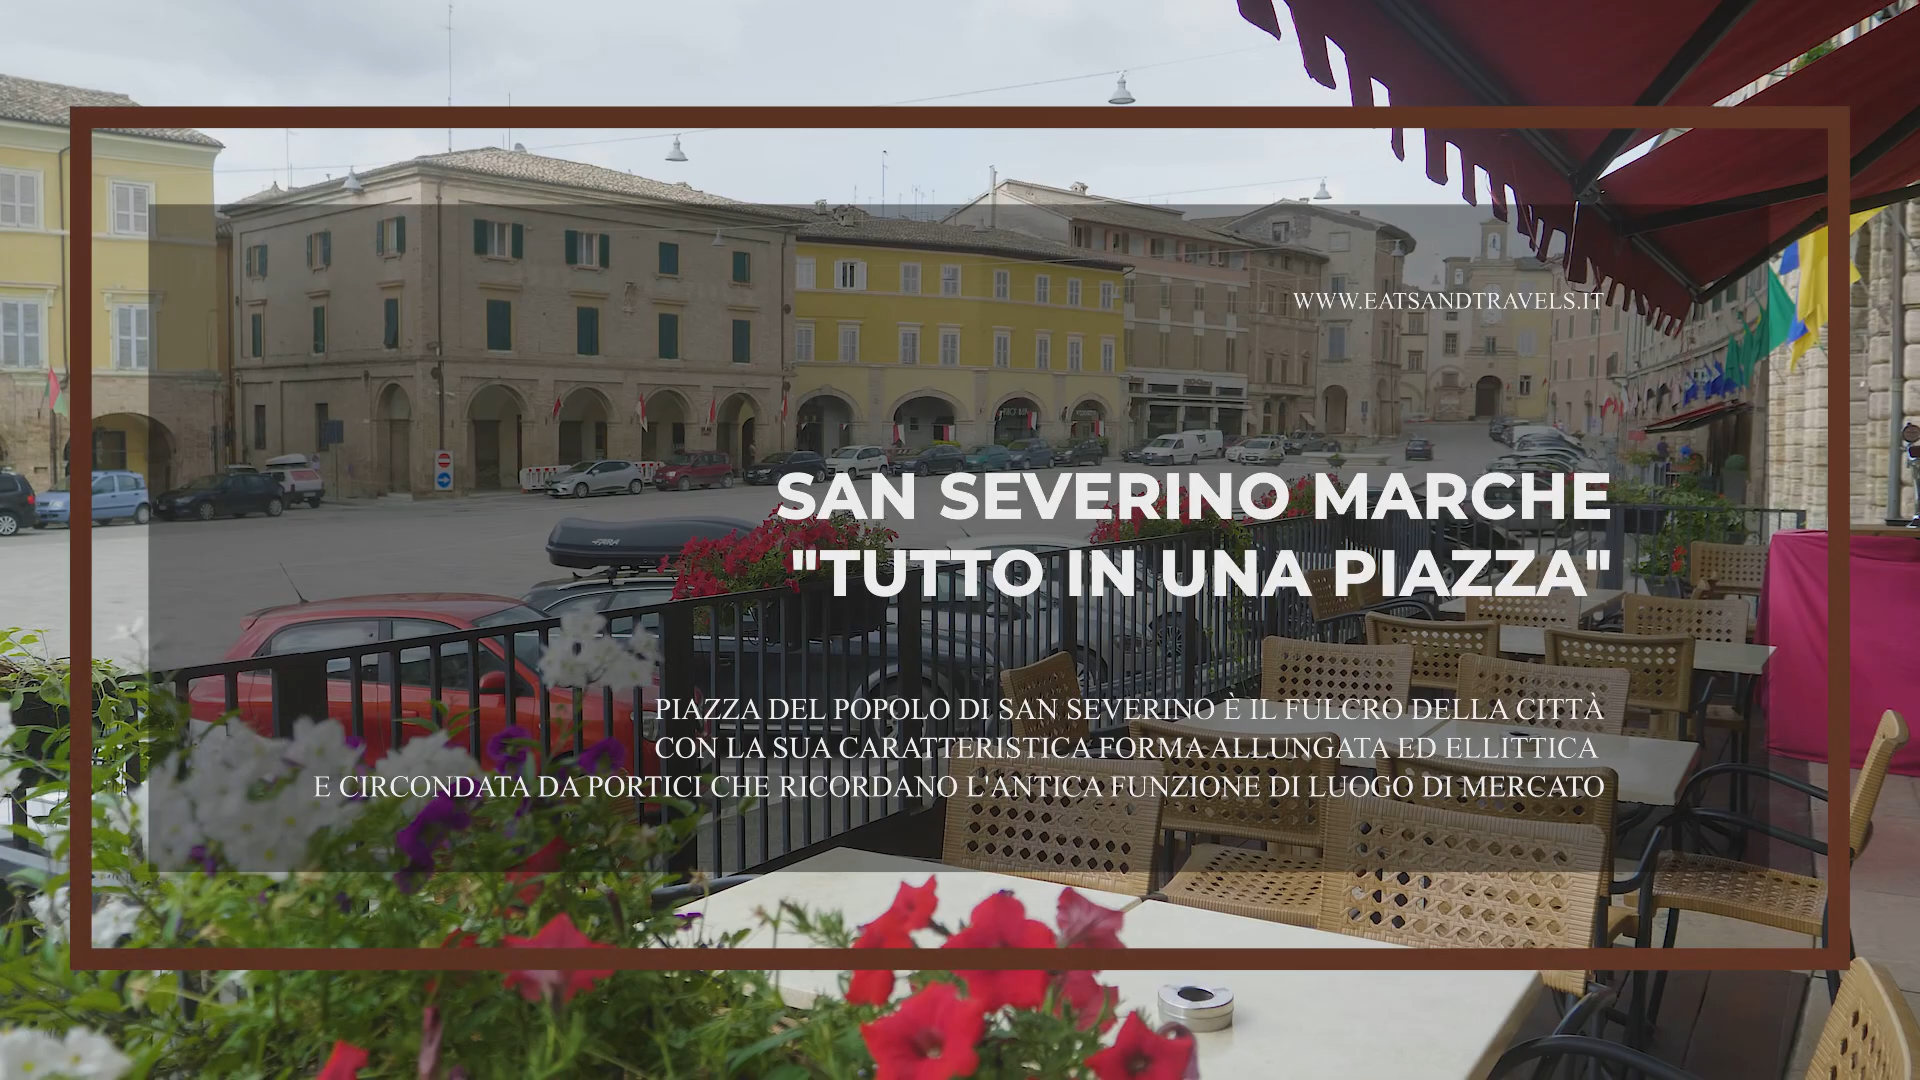 WWW.EATSANDTRAVELS.IT
SAN SEVERINO MARCHE
"TUTTO IN UNA PIAZZA"
PIAZZA DEL POPOLO DI SAN SEVERINO È IL FULCRO DELLA CITTÀ
CON LA SUA CARATTERISTICA FORMA ALLUNGATA ED ELLITTICA
E CIRCONDATA DA PORTICI CHE RICORDANO L'ANTICA FUNZIONE DI LUOGO DI MERCATO